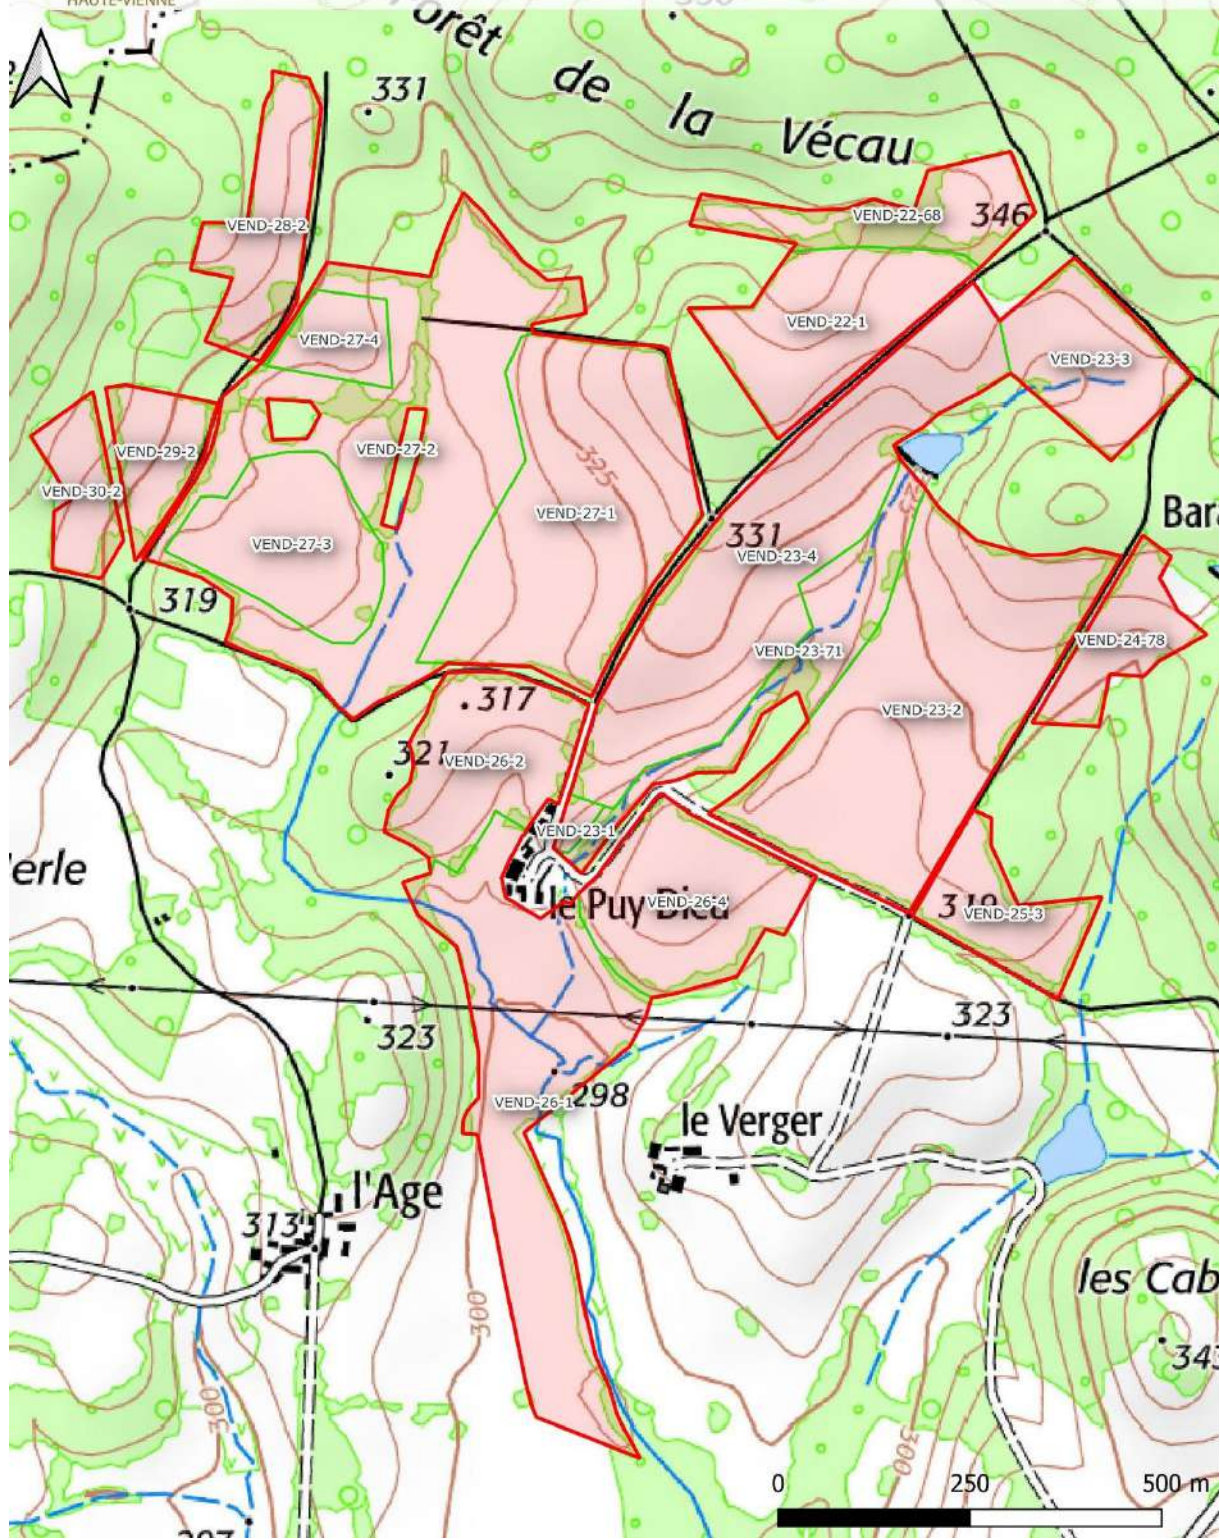 HAUTE-VIENNE
Forêt
de
la
Vécau
331
VEND-28-2
VEND-22-68
346
VEND-22-1
VEND-27-4
VEND-23-3
VEND-29-2
VEND-27-2
325
VEND-30-2
VEND-27-1
Bara
331
VEND-27-3
VEND-23-4
319
VEND-24-78
VEND-23-71
317
VEND-23-2
321
VEND-26-2
VEND-23-1
erle
le Puy Dieu
VEND-26-4
319
VEND-25-3
323
323
298
VEND-26-1
le Verger
l'Age
313
les Cab
300
343
300
300
0
250
500 m